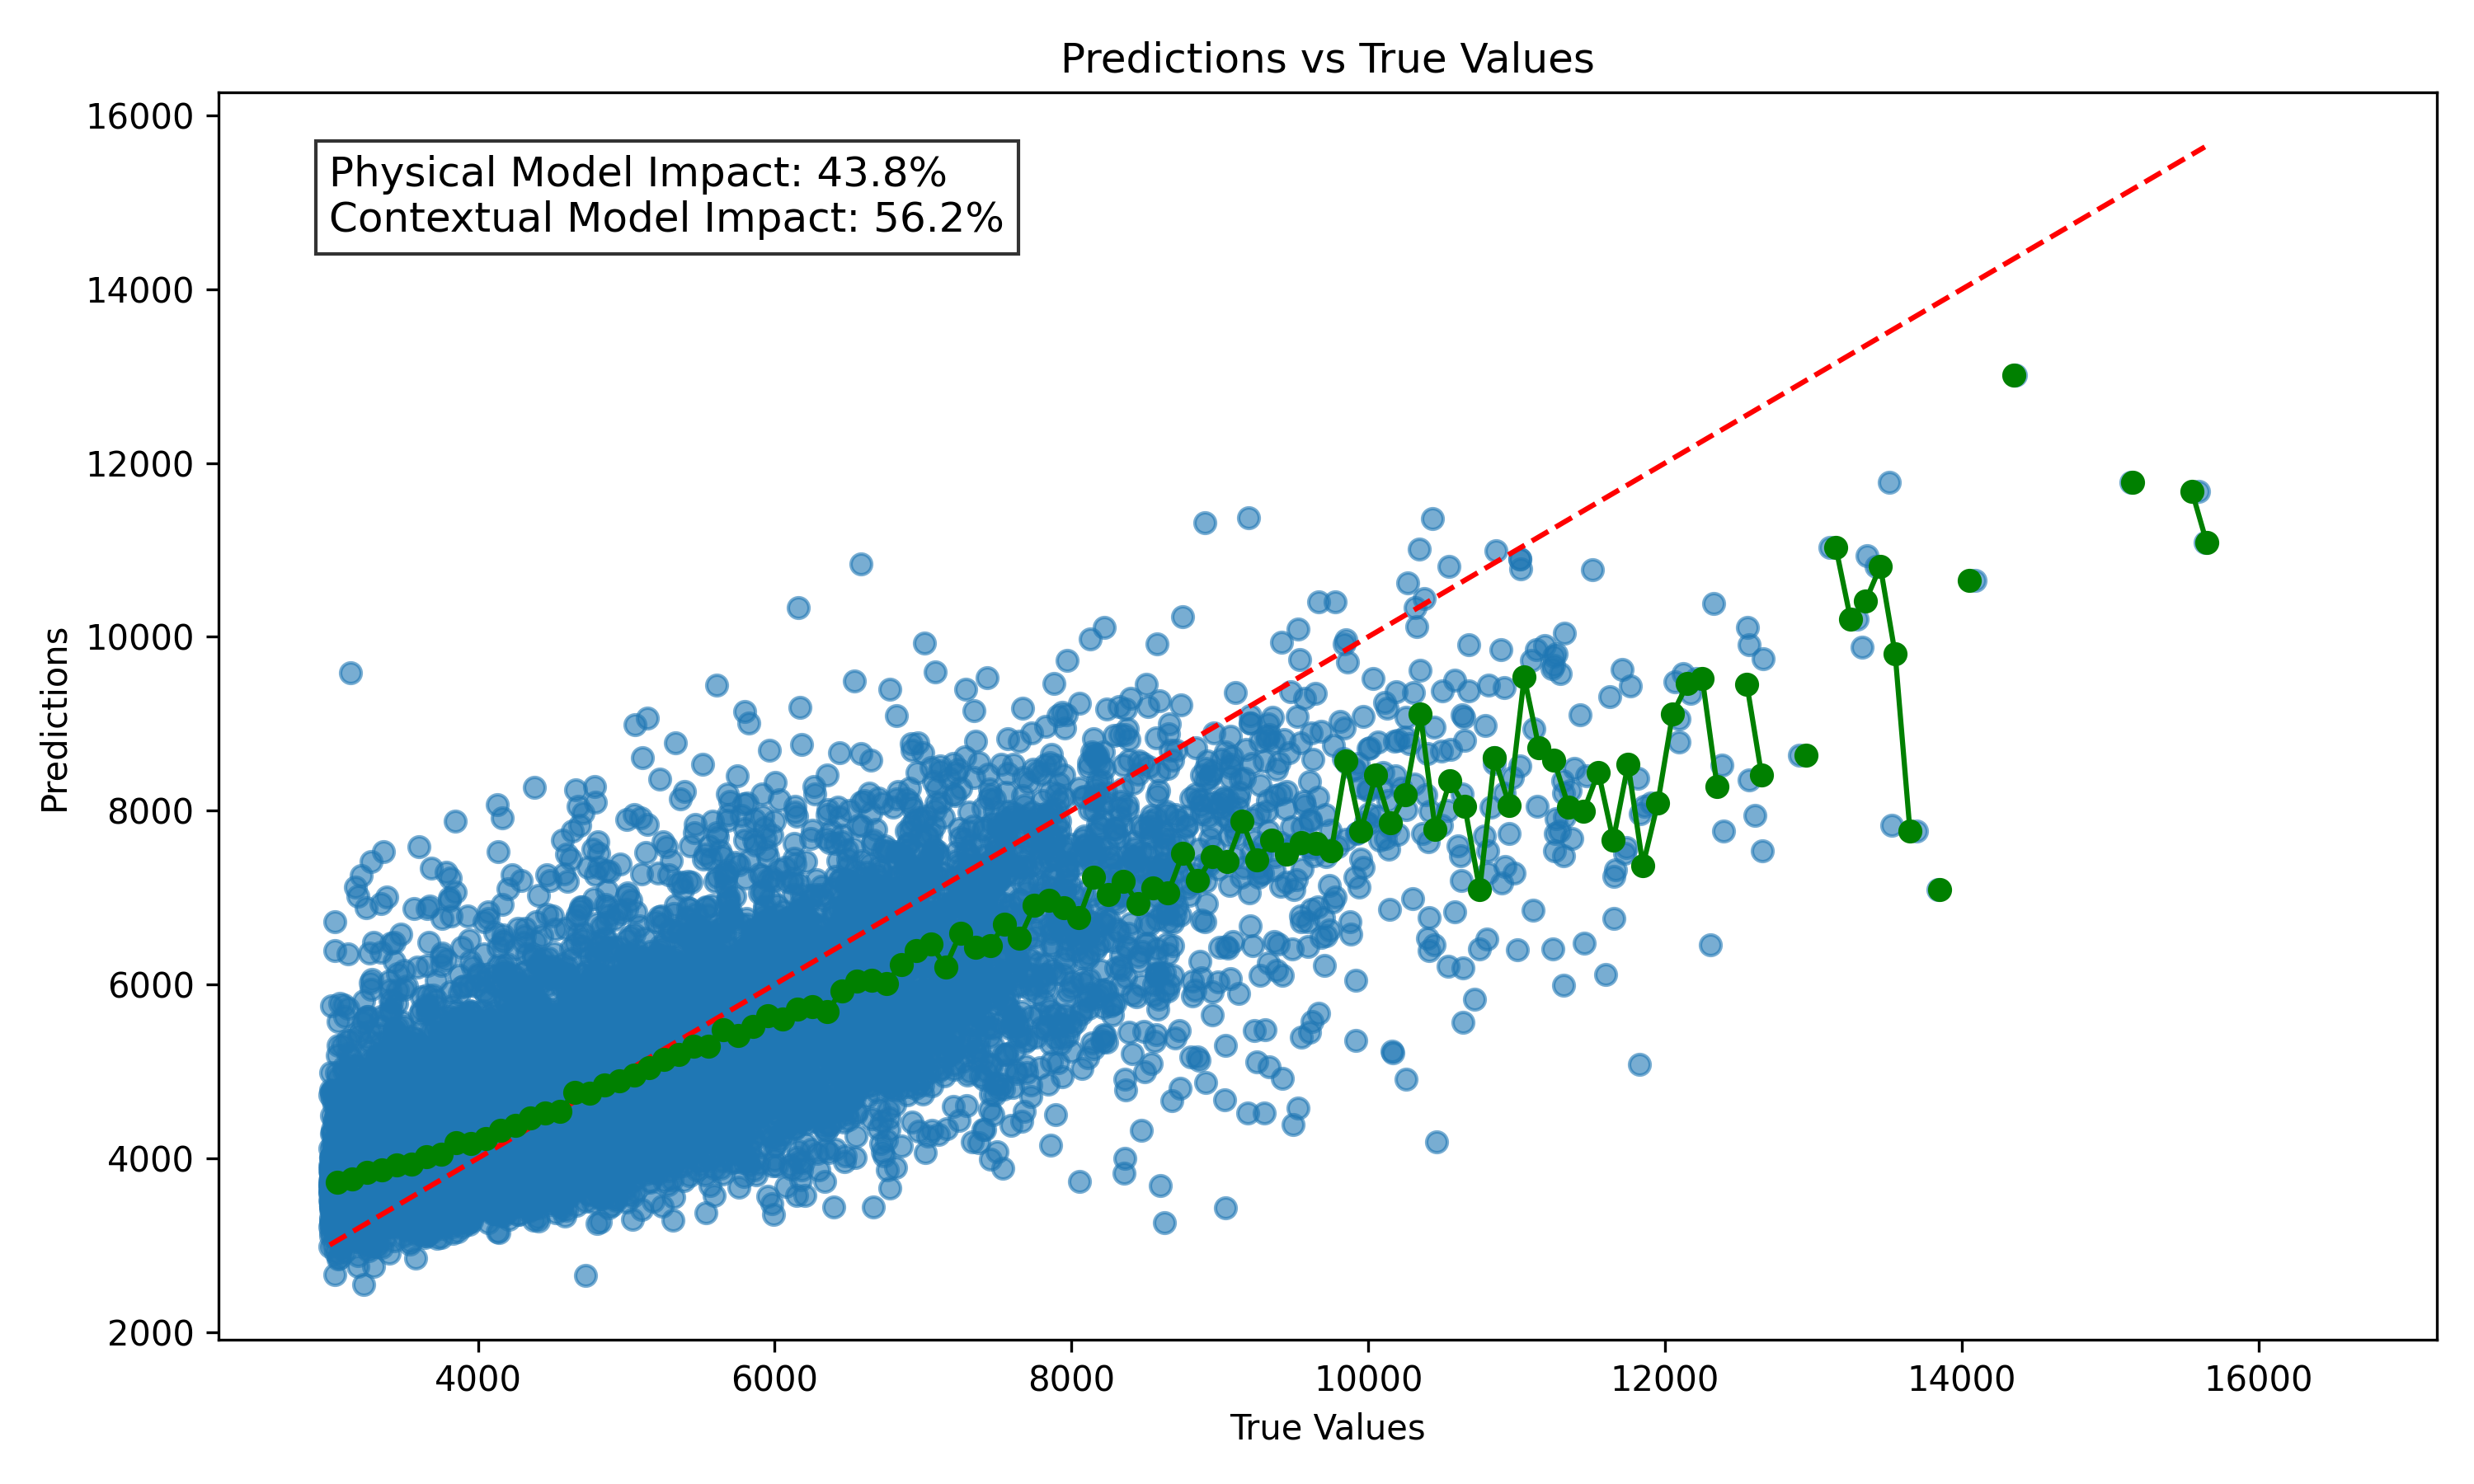 Predictions vs True Values
Physical Model Impact: 43.8%
Contextual Model Impact: 56.2%
16000
14000
12000
10000
8000
6000
4000
2000
Predictions
4000 6000 8000 10000 12000 14000 16000
True Values